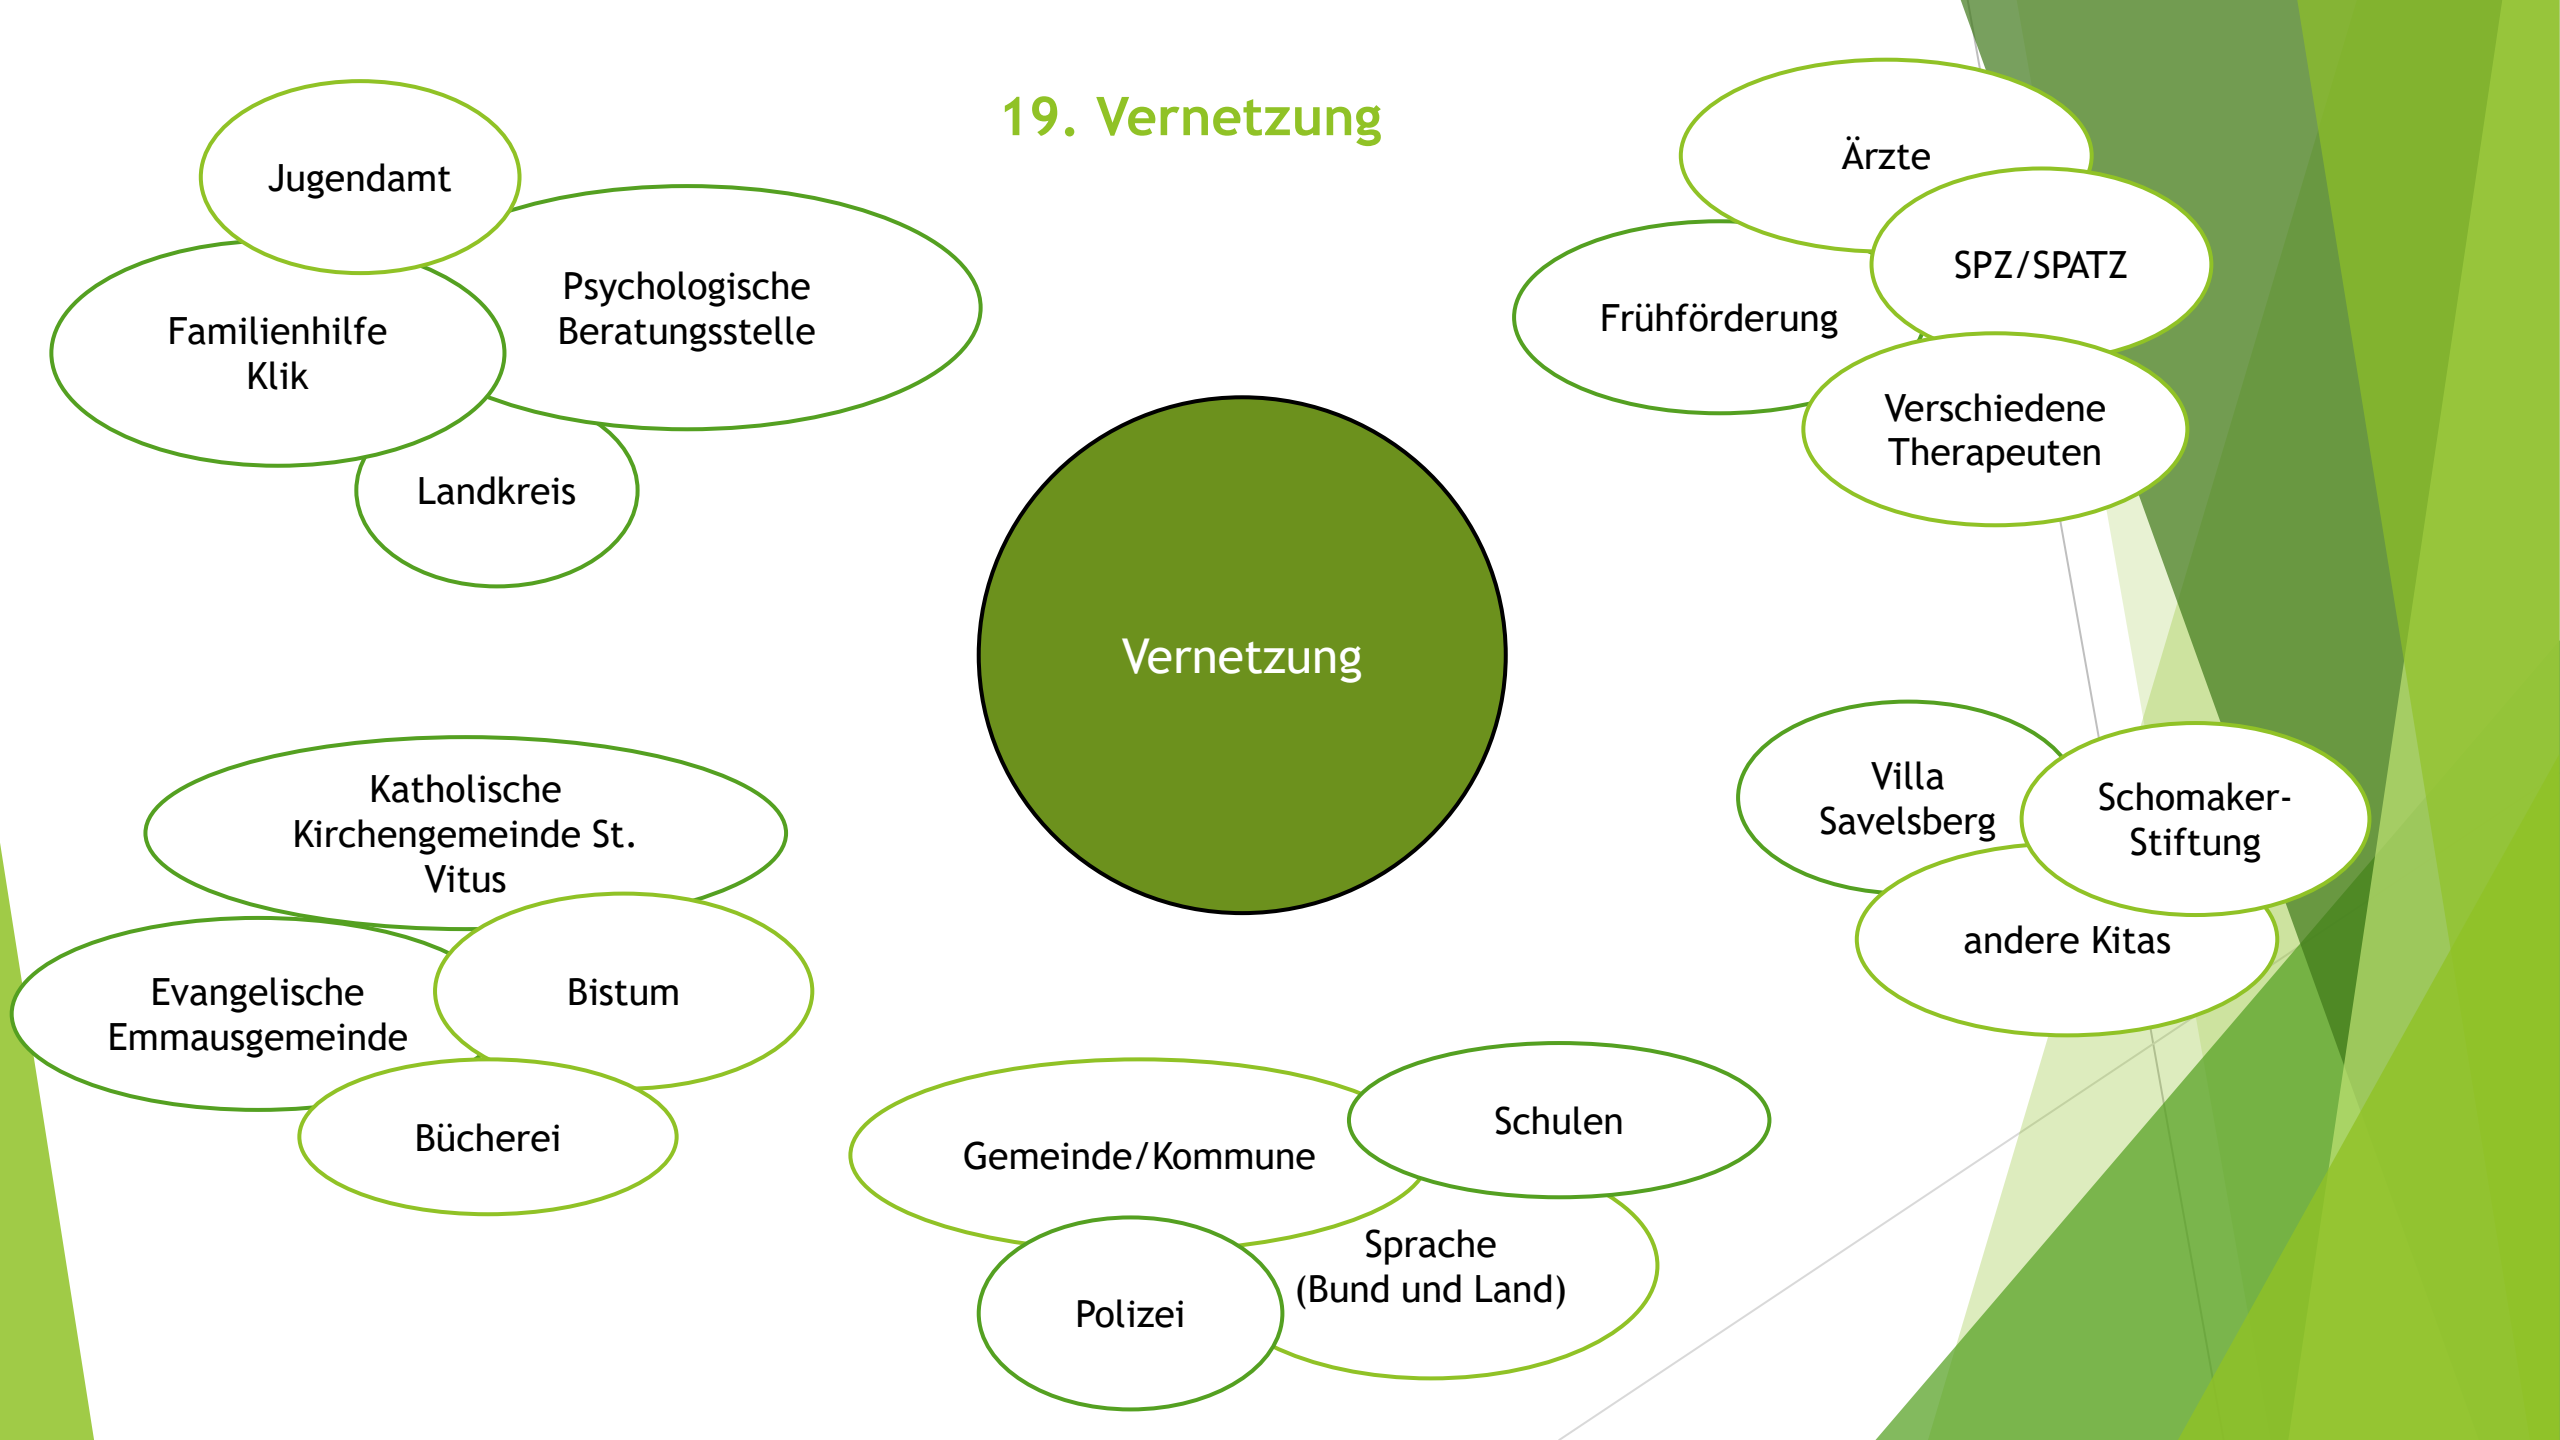 19. Vernetzung
Jugendamt
Psychologische
Beratungsstelle
Familienhilfe
Klik
Landkreis
Ärzte
SPZ/SPATZ
Frühförderung
Verschiedene
Therapeuten
Vernetzung
Villa
Savelsberg
Schomaker-
Stiftung
andere Kitas
Katholische
Kirchengemeinde St.
Vitus
Evangelische
Emmausgemeinde
Bistum
Bücherei
Gemeinde/Kommune
Schulen
Sprache
(Bund und Land)
Polizei